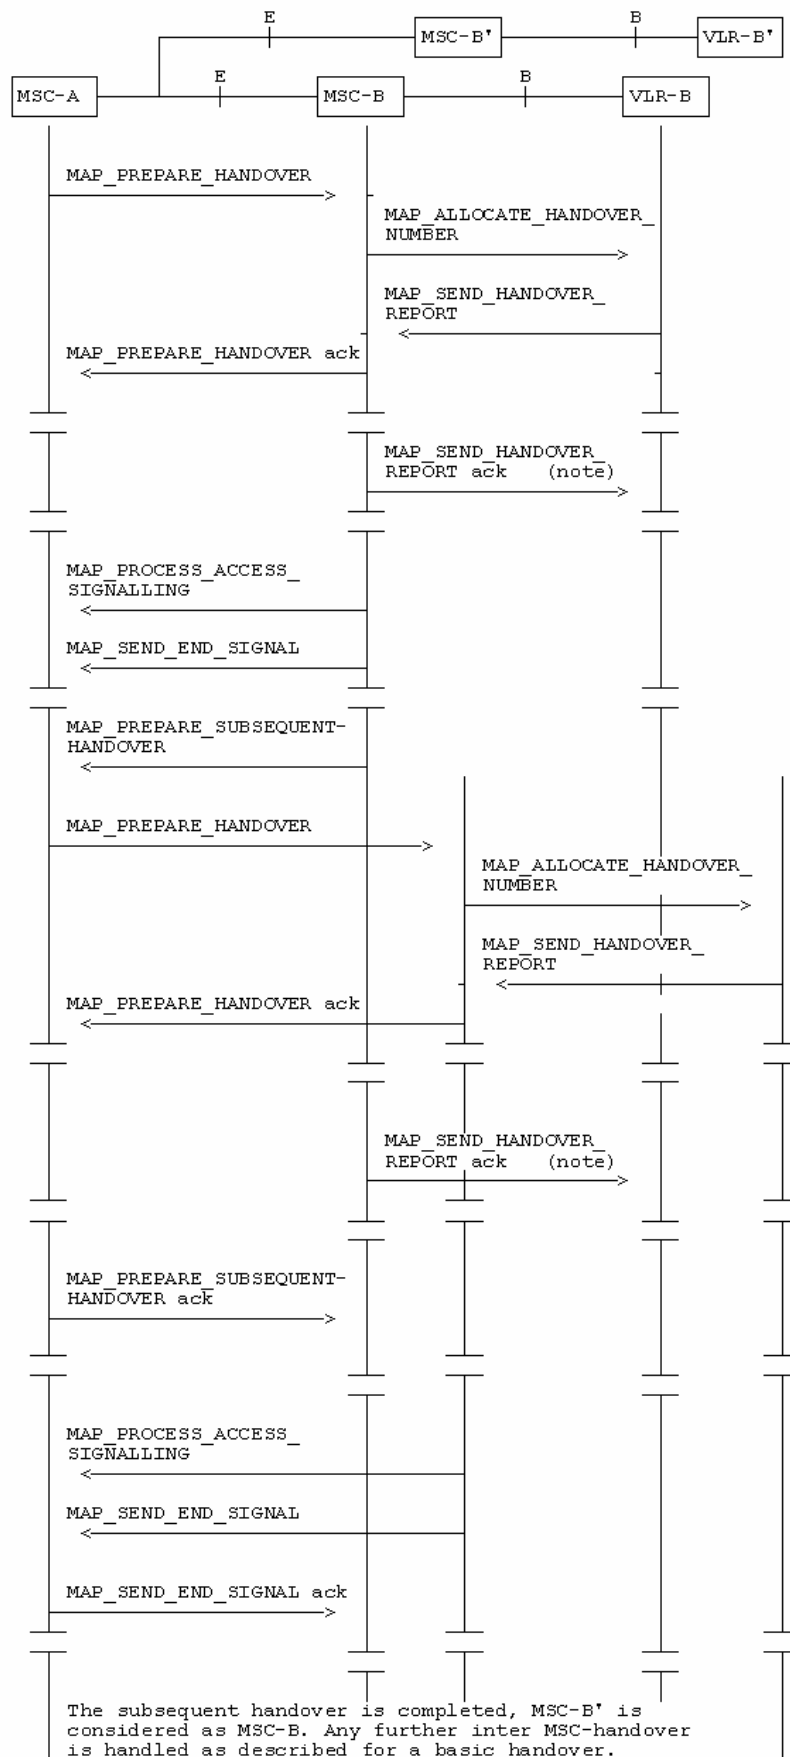 E
B
MSC-B'
VLR-B'
E
B
MSC-A
MSC-B
VLR-B
MAP_PREPARE_HANDOVER
MAP_ALLOCATE_HANDOVER_
NUMBER
MAP_SEND_HANDOVER_
REPORT
MAP_PREPARE_HANDOVER ack
MAP_SEND_HANDOVER_
REPORT ack (note)
MAP_PROCESS_ACCESS_
SIGNALLING
MAP_SEND_END_SIGNAL
MAP_PREPARE_SUBSEQUENT-
HANDOVER
MAP_PREPARE_HANDOVER
MAP_ALLOCATE_HANDOVER_
NUMBER
MAP_SEND_HANDOVER_
REPORT
MAP_PREPARE_HANDOVER ack
MAP_SEND_HANDOVER_
REPORT ack (note)
MAP_PREPARE_SUBSEQUENT-
HANDOVER ack
MAP_PROCESS_ACCESS_
SIGNALLING
MAP_SEND_END_SIGNAL
MAP_SEND_END_SIGNAL ack
The subsequent handover is completed, MSC-B' is
considered as MSC-B. Any further inter MSC-handover
is handled as described for a basic handover.